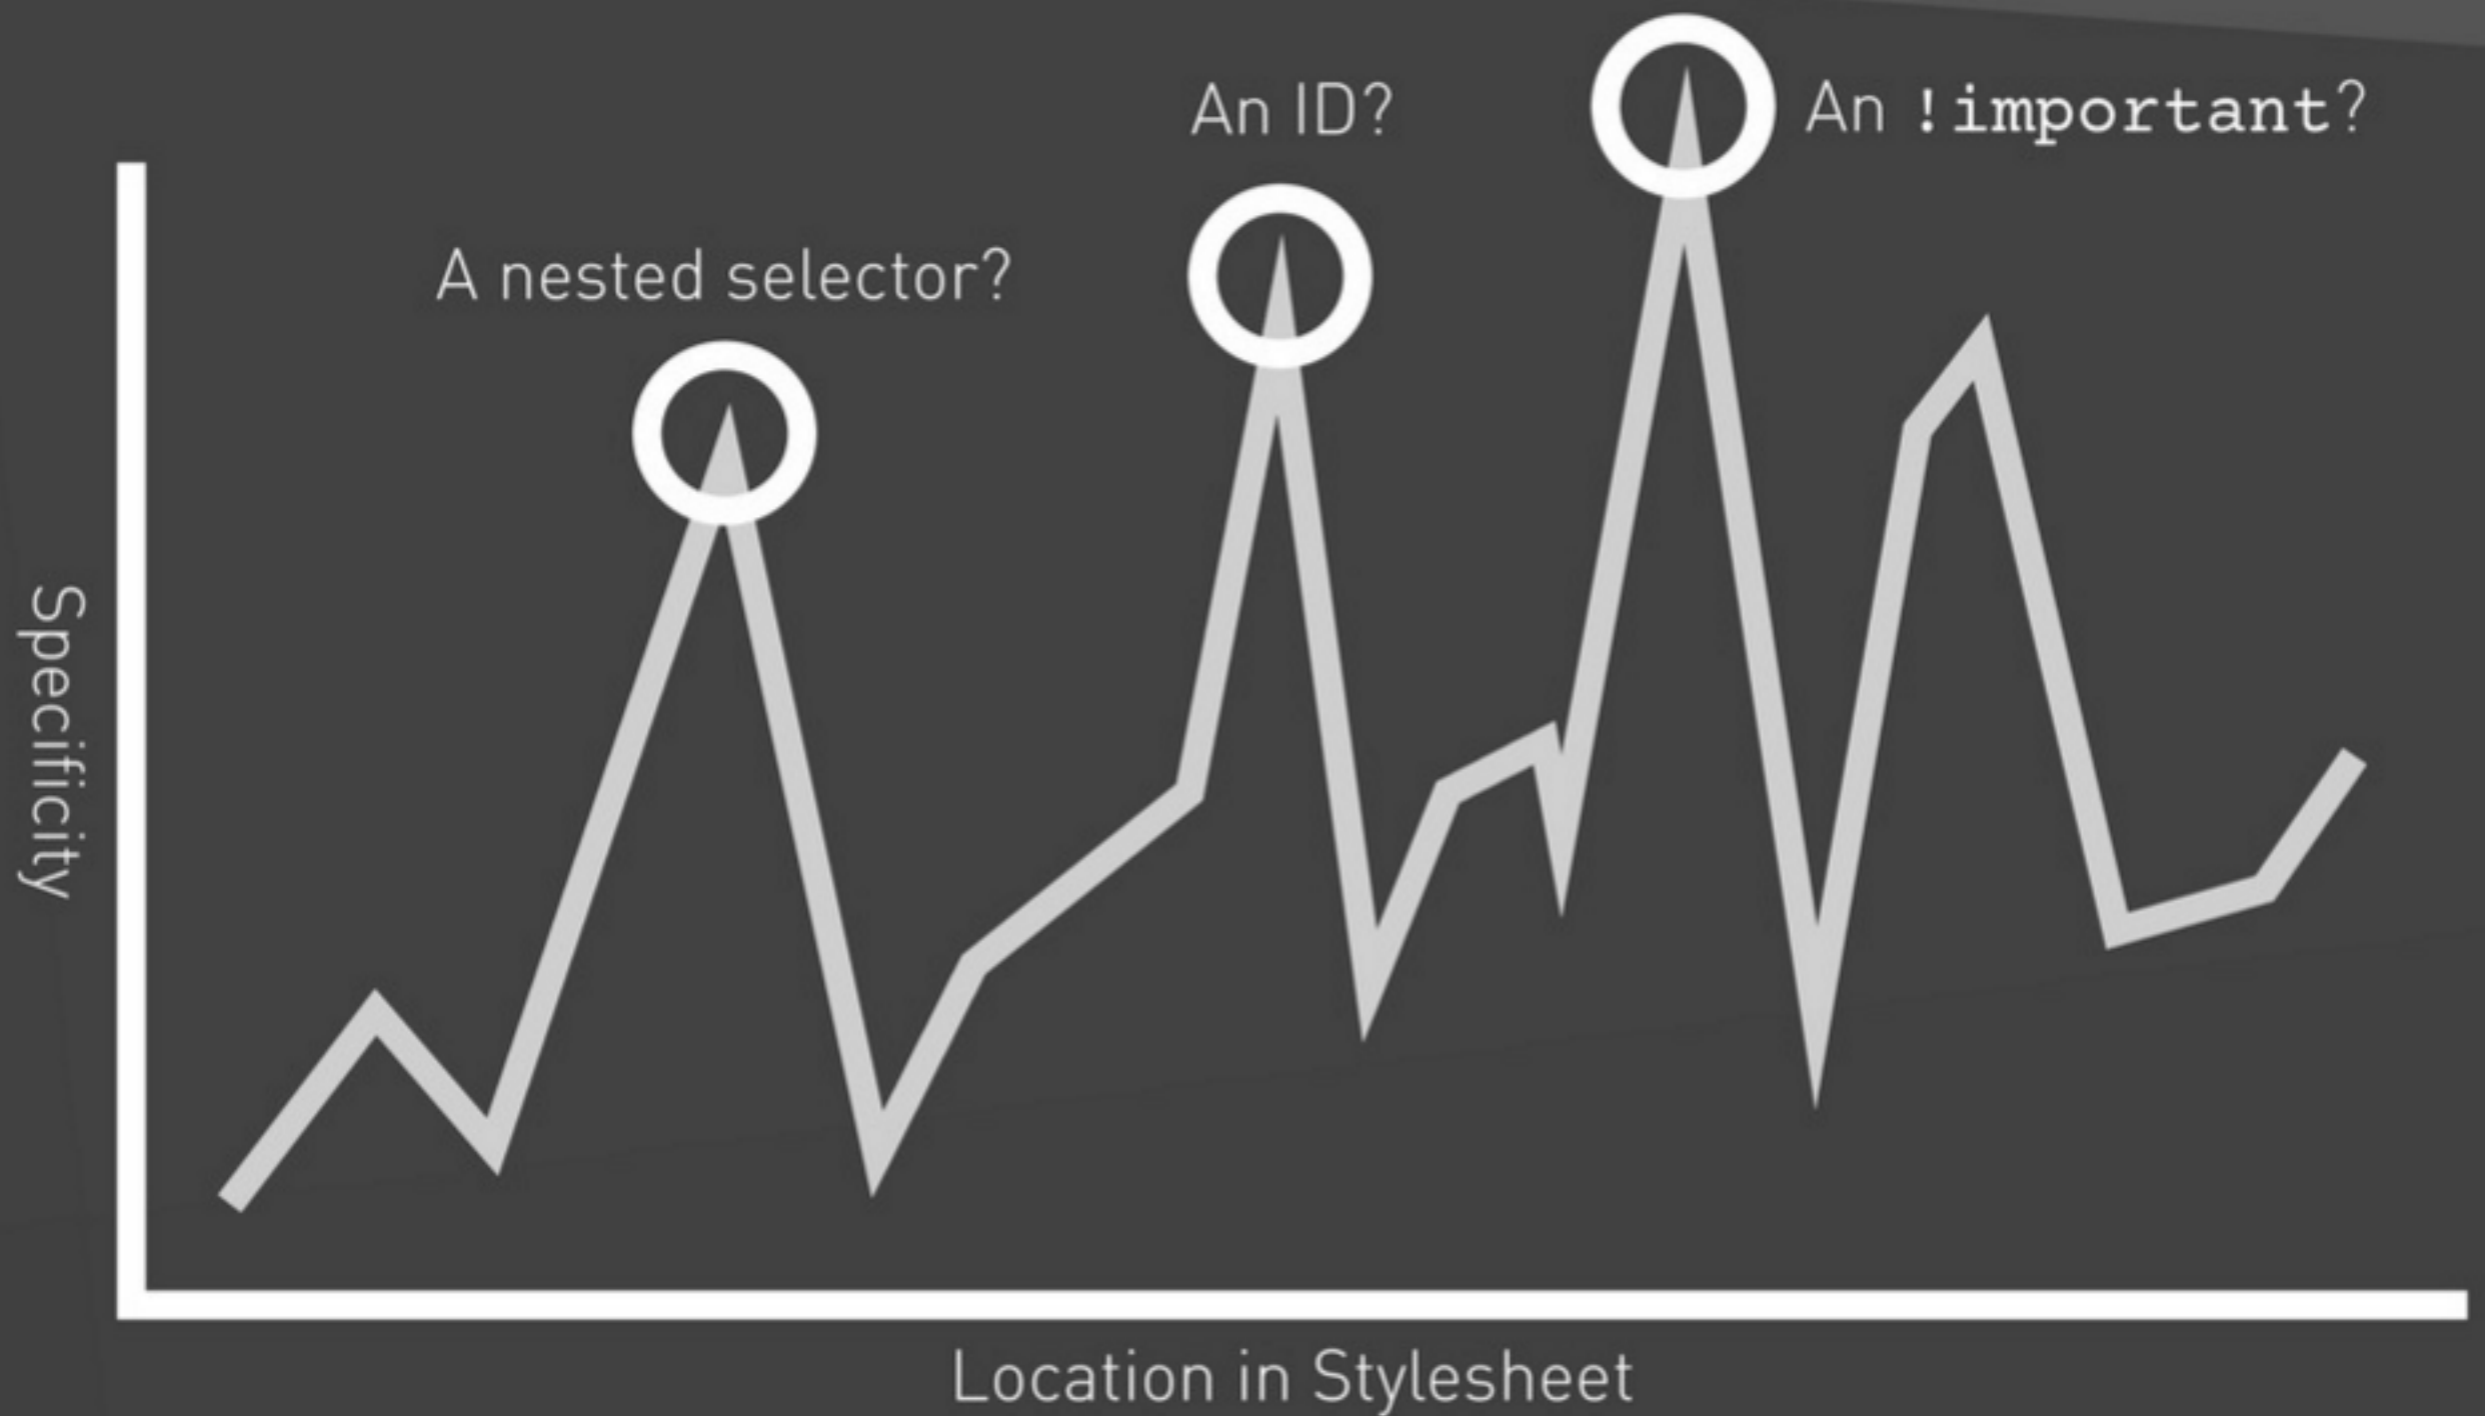 An ID?
An !important?
A nested selector?
Specificity
Location in Stylesheet